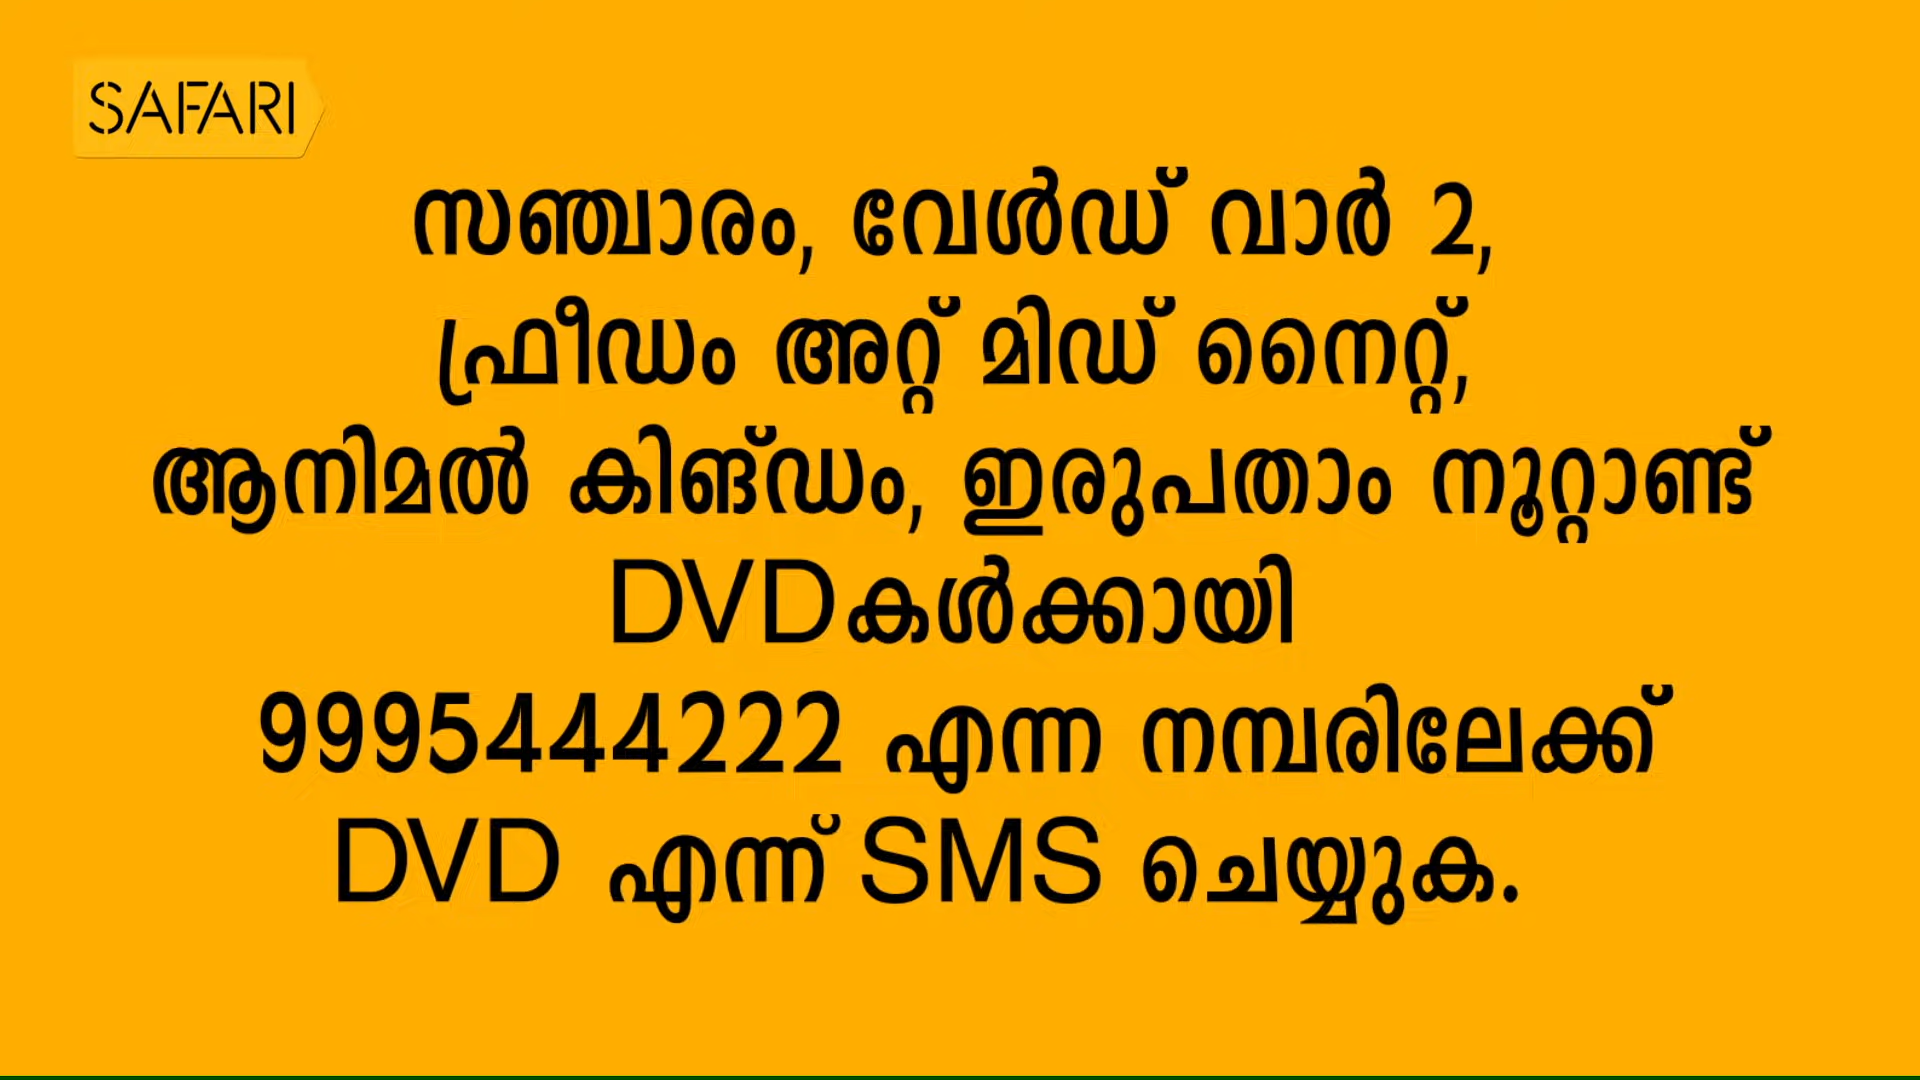 SAFARI
സഞ്ചാരം, വേൾഡ് വാർ 2,
ഫ്രീഡം അറ്റ് മിഡ് നൈറ്റ്,
ആനിമൽ കിങ്ഡം, ഇരുപതാം നൂറ്റാണ്ട്
DVDകൾക്കായി
9995444222 എന്ന നമ്പരിലേക്ക്
DVD എന്ന് SMS ചെയ്യുക.